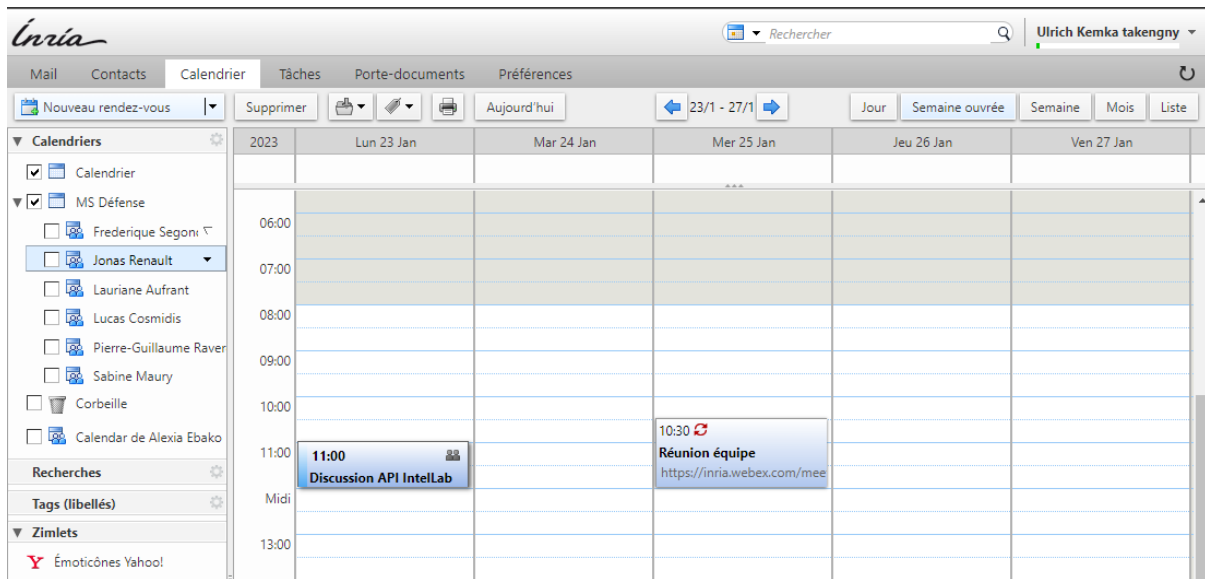 Inria
Rechercher
Ulrich Kemka takengny
Mail Contacts Calendrier Tâches Porte-documents Préférences
Nouveau rendez-vous Supprimer Aujourd'hui 23/1 - 27/1 Jour Semaine ouvrée Semaine Mois Liste
Calendriers
2023 Lun 23 Jan Mar 24 Jan Mer 25 Jan Jeu 26 Jan Ven 27 Jan
Calendrier
MS Défense
Frederique Segon
Jonas Renault
Lauriane Aufrant
Lucas Cosmidis
Pierre-Guillaume Raver
Sabine Maury
Corbeille
Calendar de Alexia Ebako
Recherches
Tags (libellés)
Zimlets
Émoticônes Yahoo!
06:00
07:00
08:00
09:00
10:00
11:00
Midi
13:00
11:00
Discussion API IntelLab
10:30
Réunion équipe
https://inria.webex.com/mee